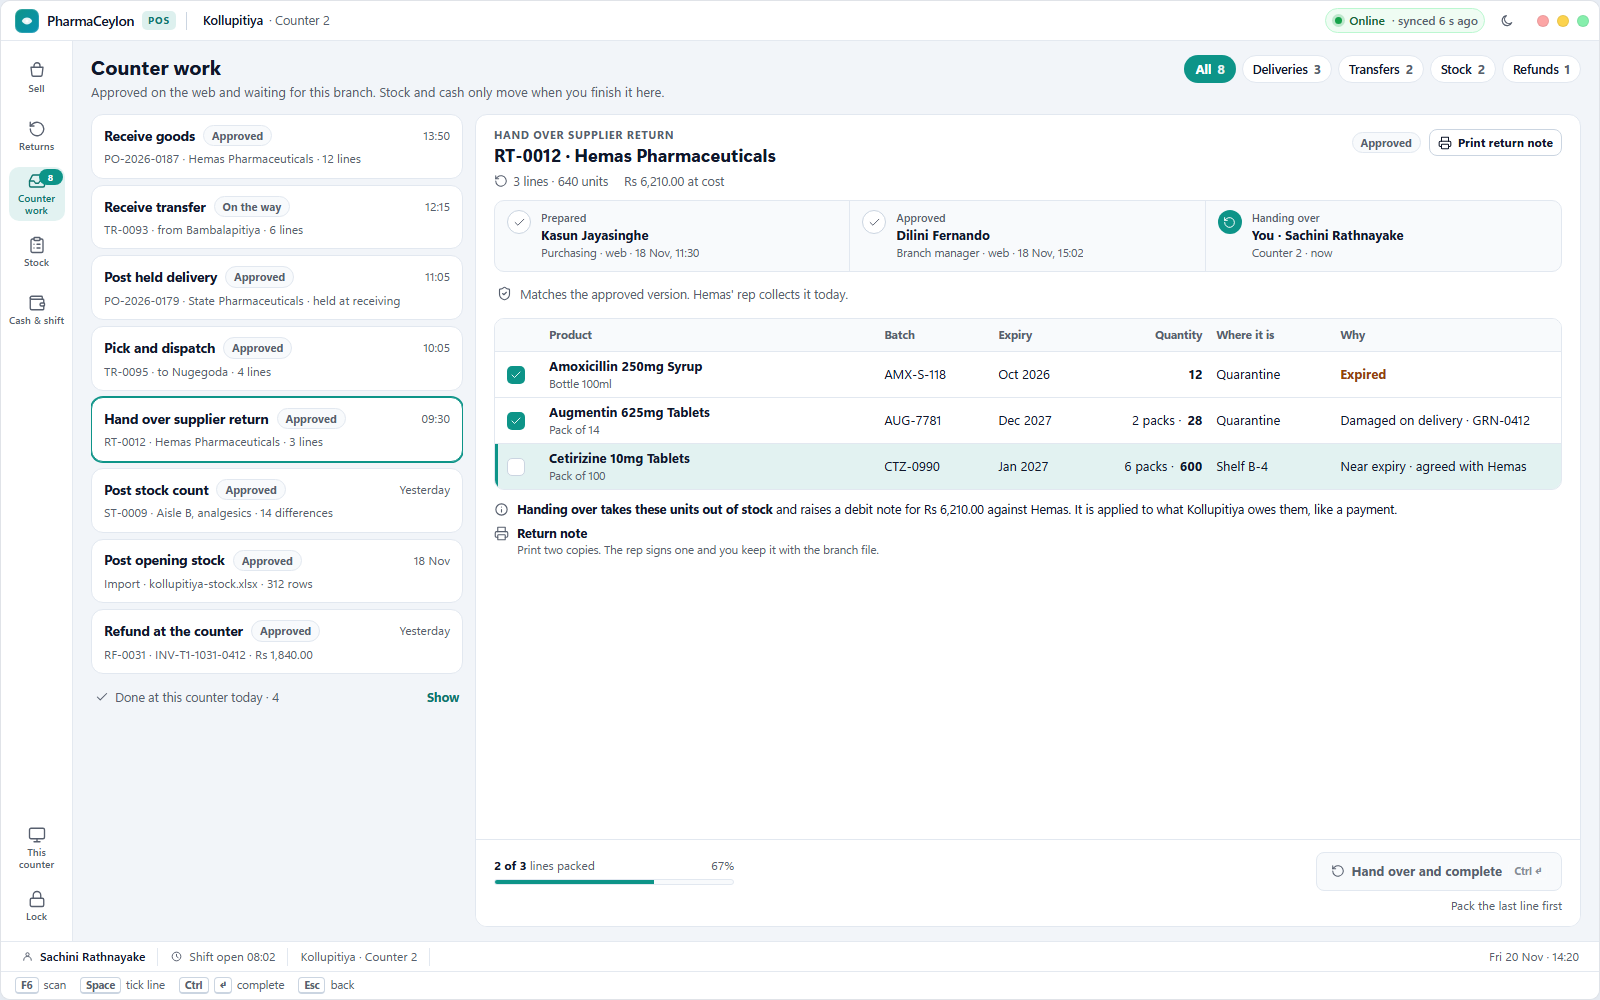 PharmaCeylon POS Kollupitiya · Counter 2
Online · synced 6 s ago
Sell
Returns
8
Counter work
Stock
Cash & shift
This counter
Lock
Counter work
Approved on the web and waiting for this branch. Stock and cash only move when you finish it here.
All 8 Deliveries 3 Transfers 2 Stock 2 Refunds 1
Receive goods Approved 13:50
PO-2026-0187 · Hemas Pharmaceuticals · 12 lines
Receive transfer On the way 12:15
TR-0093 · from Bambalapitiya · 6 lines
Post held delivery Approved 11:05
PO-2026-0179 · State Pharmaceuticals · held at receiving
Pick and dispatch Approved 10:05
TR-0095 · to Nugegoda · 4 lines
Hand over supplier return Approved 09:30
RT-0012 · Hemas Pharmaceuticals · 3 lines
Post stock count Approved Yesterday
ST-0009 · Aisle B, analgesics · 14 differences
Post opening stock Approved 18 Nov
Import · kollupitiya-stock.xlsx · 312 rows
Refund at the counter Approved Yesterday
RF-0031 · INV-T1-1031-0412 · Rs 1,840.00
Done at this counter today · 4 Show
HAND OVER SUPPLIER RETURN
RT-0012 · Hemas Pharmaceuticals
Approved Print return note
3 lines · 640 units Rs 6,210.00 at cost
Prepared
Kasun Jayasinghe
Purchasing · web · 18 Nov, 11:30
Approved
Dilini Fernando
Branch manager · web · 18 Nov, 15:02
Handing over
You · Sachini Rathnayake
Counter 2 · now
Matches the approved version. Hemas' rep collects it today.
Product Batch Expiry Quantity Where it is Why
Amoxicillin 250mg Syrup
Bottle 100ml
AMX-S-118 Oct 2026 12 Quarantine Expired
Augmentin 625mg Tablets
Pack of 14
AUG-7781 Dec 2027 2 packs · 28 Quarantine Damaged on delivery · GRN-0412
Cetirizine 10mg Tablets
Pack of 100
CTZ-0990 Jan 2027 6 packs · 600 Shelf B-4 Near expiry · agreed with Hemas
Handing over takes these units out of stock and raises a debit note for Rs 6,210.00 against Hemas. It is applied to what Kollupitiya owes them, like a payment.
Return note
Print two copies. The rep signs one and you keep it with the branch file.
2 of 3 lines packed 67%
Hand over and complete Ctrl ↵
Pack the last line first
Sachini Rathnayake Shift open 08:02 Kollupitiya · Counter 2 Fri 20 Nov · 14:20
F6 scan Space tick line Ctrl ↵ complete Esc back